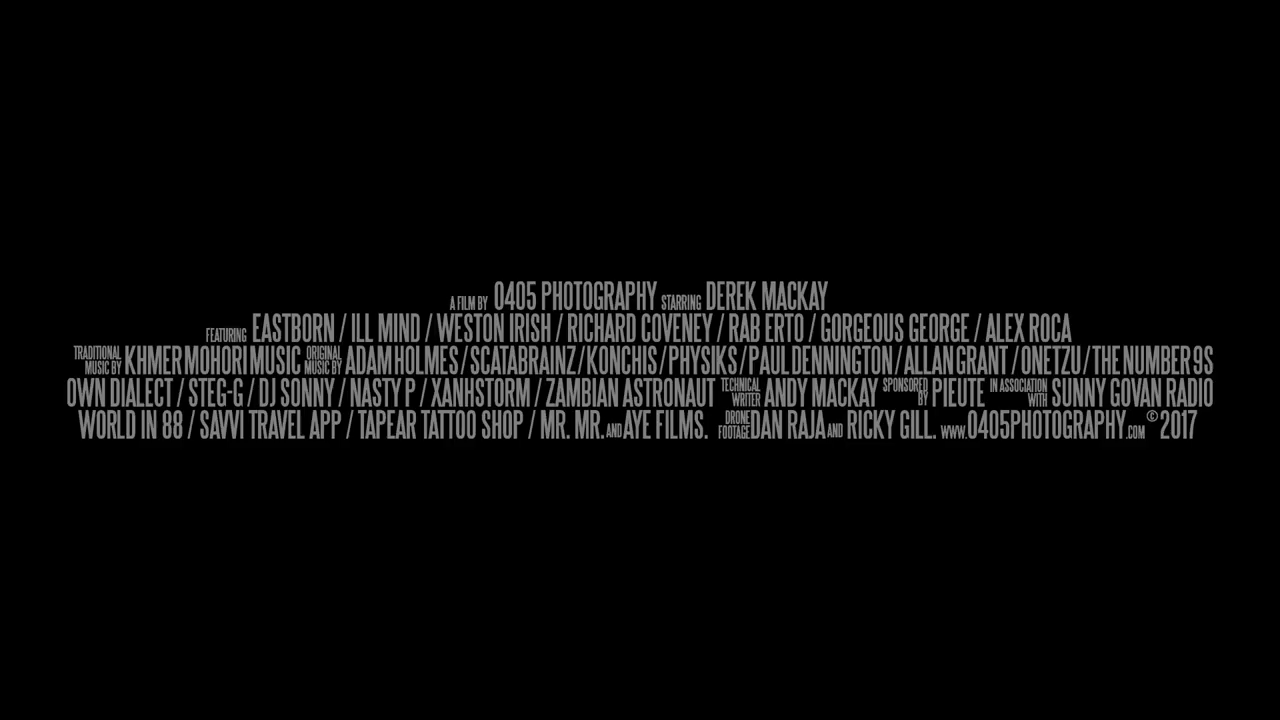 A FILM BY 0405 PHOTOGRAPHY STARRING DEREK MACKAY
FEATURING EASTBORN / ILL MIND / WESTON IRISH / RICHARD COVENEY / RAB ERTO / GORGEOUS GEORGE / ALEX ROCA
TRADITIONAL MUSIC BY KHMER MOHORI MUSIC ORIGINAL MUSIC BY ADAM HOLMES / SCATABRAINZ / KONCHIS / PHYSIKS / PAUL DENNINGTON / ALLAN GRANT / ONETZU / THE NUMBER 9S
OWN DIALECT / STEG-G / DJ SONNY / NASTY P / XANHSTORM / ZAMBIAN ASTRONAUT TECHNICAL WRITER ANDY MACKAY SPONSORED BY PIEUTE IN ASSOCIATION WITH SUNNY GOVAN RADIO
WORLD IN 88 / SAVVI TRAVEL APP / TAPEAR TATTOO SHOP / MR. MR. AND AYE FILMS. DRONE FOOTAGE DAN RAJA AND RICKY GILL. WWW.0405PHOTOGRAPHY.COM © 2017